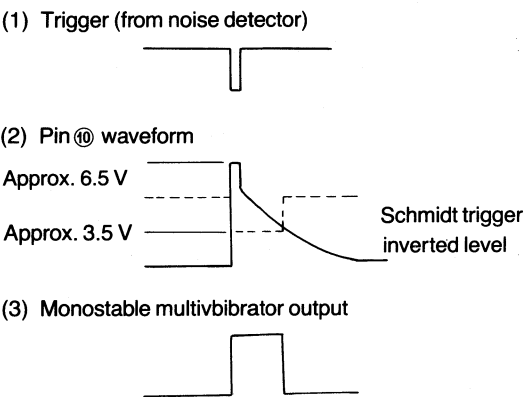 (1) Trigger (from noise detector)
(2) Pin ⑩ waveform
Approx. 6.5 V
Approx. 3.5 V
Schmidt trigger
inverted level
(3) Monostable multivbibrator output